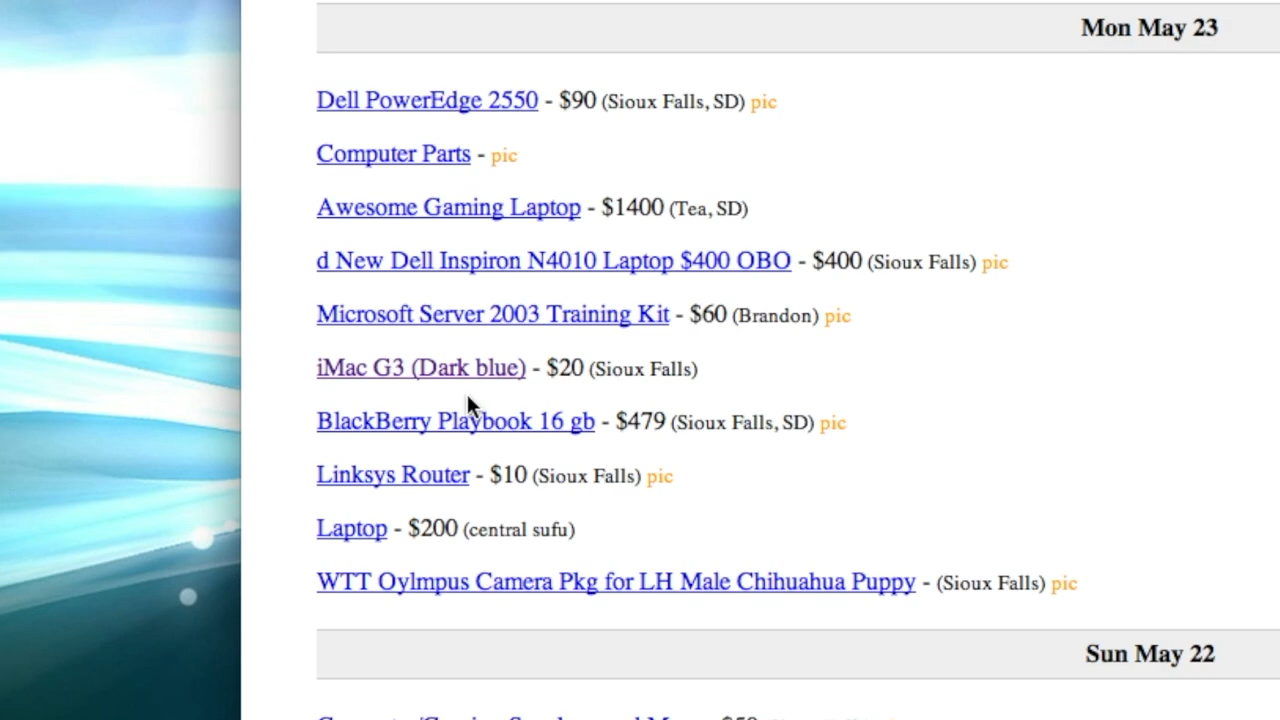 Mon May 23
Dell PowerEdge 2550 - $90 (Sioux Falls, SD) pic
Computer Parts - pic
Awesome Gaming Laptop - $1400 (Tea, SD)
d New Dell Inspiron N4010 Laptop $400 OBO - $400 (Sioux Falls) pic
Microsoft Server 2003 Training Kit - $60 (Brandon) pic
iMac G3 (Dark blue) - $20 (Sioux Falls)
BlackBerry Playbook 16 gb - $479 (Sioux Falls, SD) pic
Linksys Router - $10 (Sioux Falls) pic
Laptop - $200 (central sufu)
WTT Oylmpus Camera Pkg for LH Male Chihuahua Puppy - (Sioux Falls) pic
Sun May 22